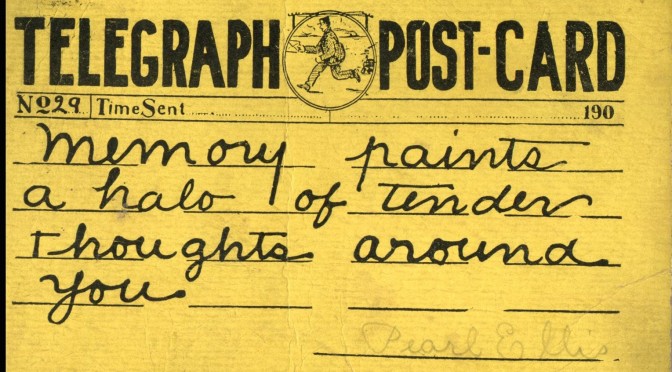 TELEGRAPH POST-CARD
No 29 Time Sent 190
Memory paints
a halo of tender
thoughts around
you
Pearl Ellis